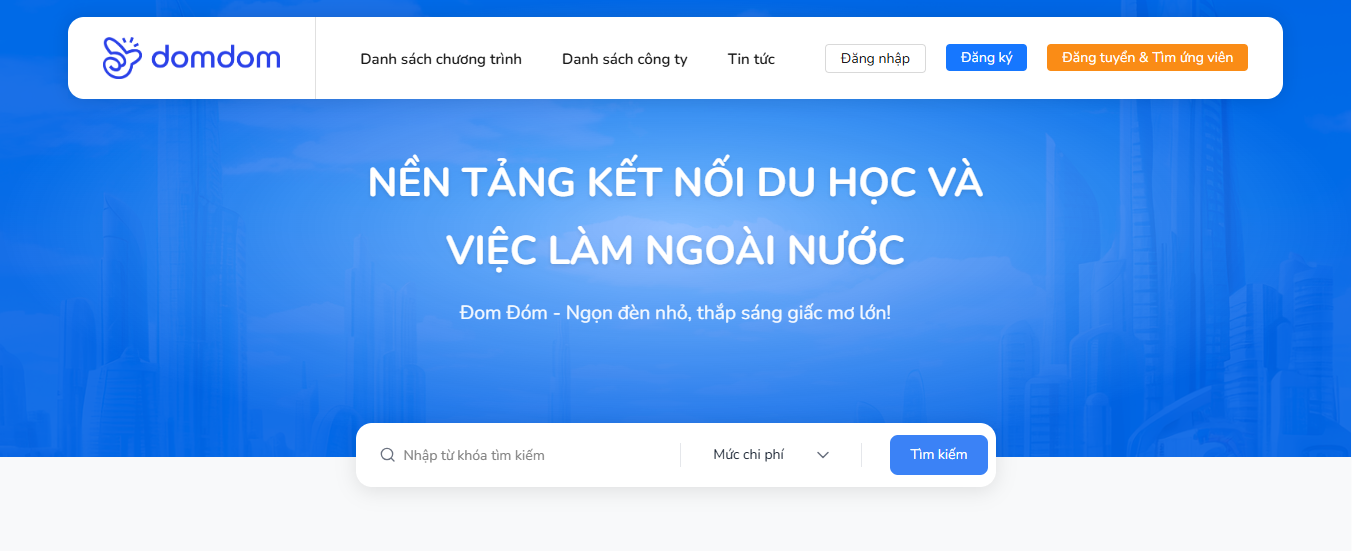 domdom
Danh sách chương trình
Danh sách công ty
Tin tức
Đăng nhập
Đăng ký
Đăng tuyển & Tìm ứng viên
NỀN TẢNG KẾT NỐI DU HỌC VÀ
VIỆC LÀM NGOÀI NƯỚC
Đom Đóm - Ngọn đèn nhỏ, thắp sáng giấc mơ lớn!
Nhập từ khóa tìm kiếm
Mức chi phí
Tìm kiếm